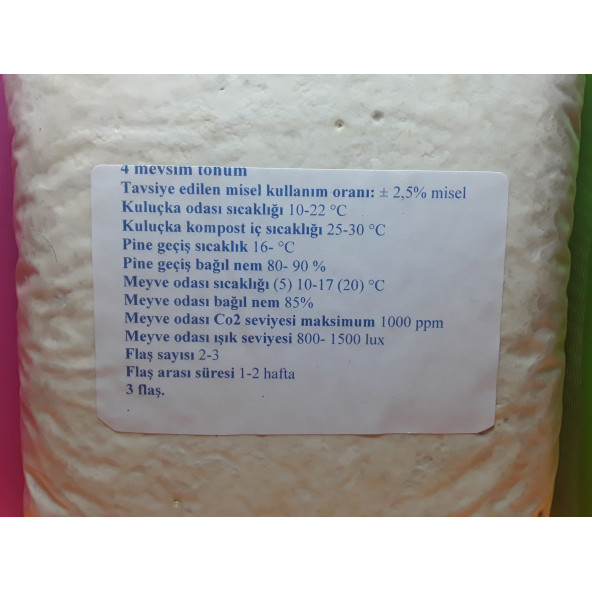 4 mevsim tohum
Tavsiye edilen misel kullanım oranı: ± 2,5% misel
Kuluçka odası sıcaklığı 10-22 °C
Kuluçka kompost iç sıcaklığı 25-30 °C
Pine geçiş sıcaklık 16- °C
Pine geçiş bağıl nem 80- 90 %
Meyve odası sıcaklığı (5) 10-17 (20) °C
Meyve odası bağıl nem 85%
Meyve odası Co2 seviyesi maksimum 1000 ppm
Meyve odası ışık seviyesi 800- 1500 lux
Flaş sayısı 2-3
Flaş arası süresi 1-2 hafta
3 flaş.